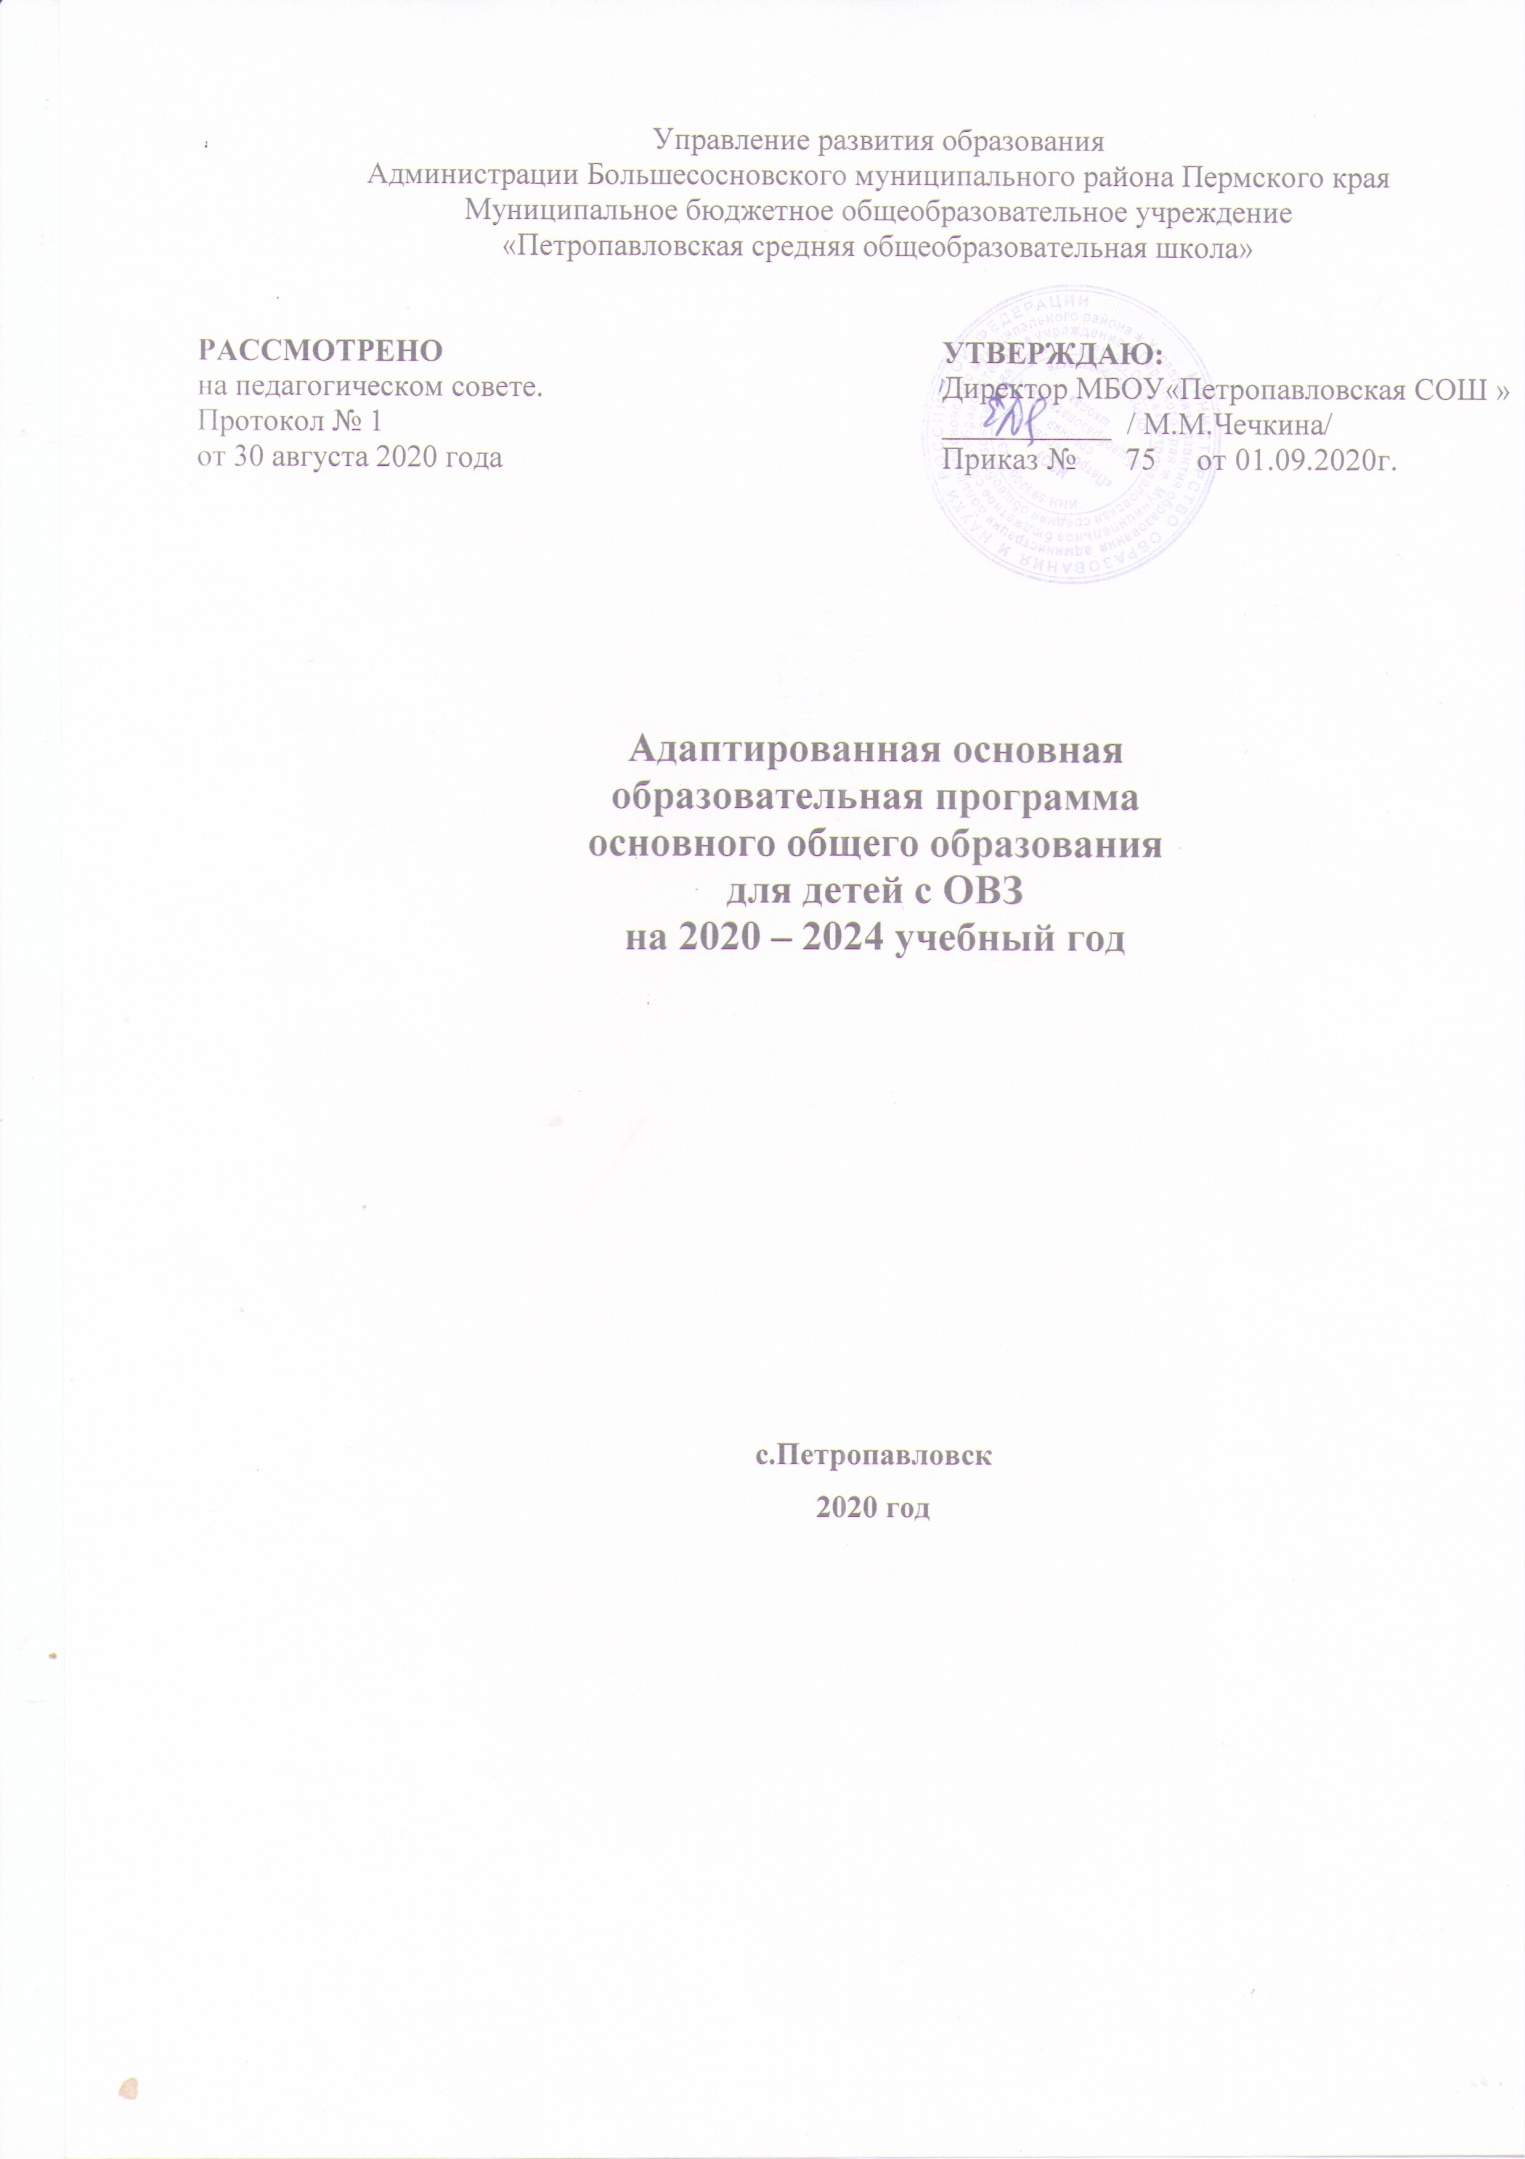 Управление развития образования
Администрации Большесосновского муниципального района Пермского края
Муниципальное бюджетное общеобразовательное учреждение
«Петропавловская средняя общеобразовательная школа»
РАССМОТРЕНО
на педагогическом совете.
Протокол № 1
от 30 августа 2020 года
УТВЕРЖДАЮ:
Директор МБОУ«Петропавловская СОШ »
___________ / М.М.Чечкина/
Приказ № 75 от 01.09.2020г.
Адаптированная основная
образовательная программа
основного общего образования
для детей с ОВЗ
на 2020 – 2024 учебный год
с.Петропавловск
2020 год